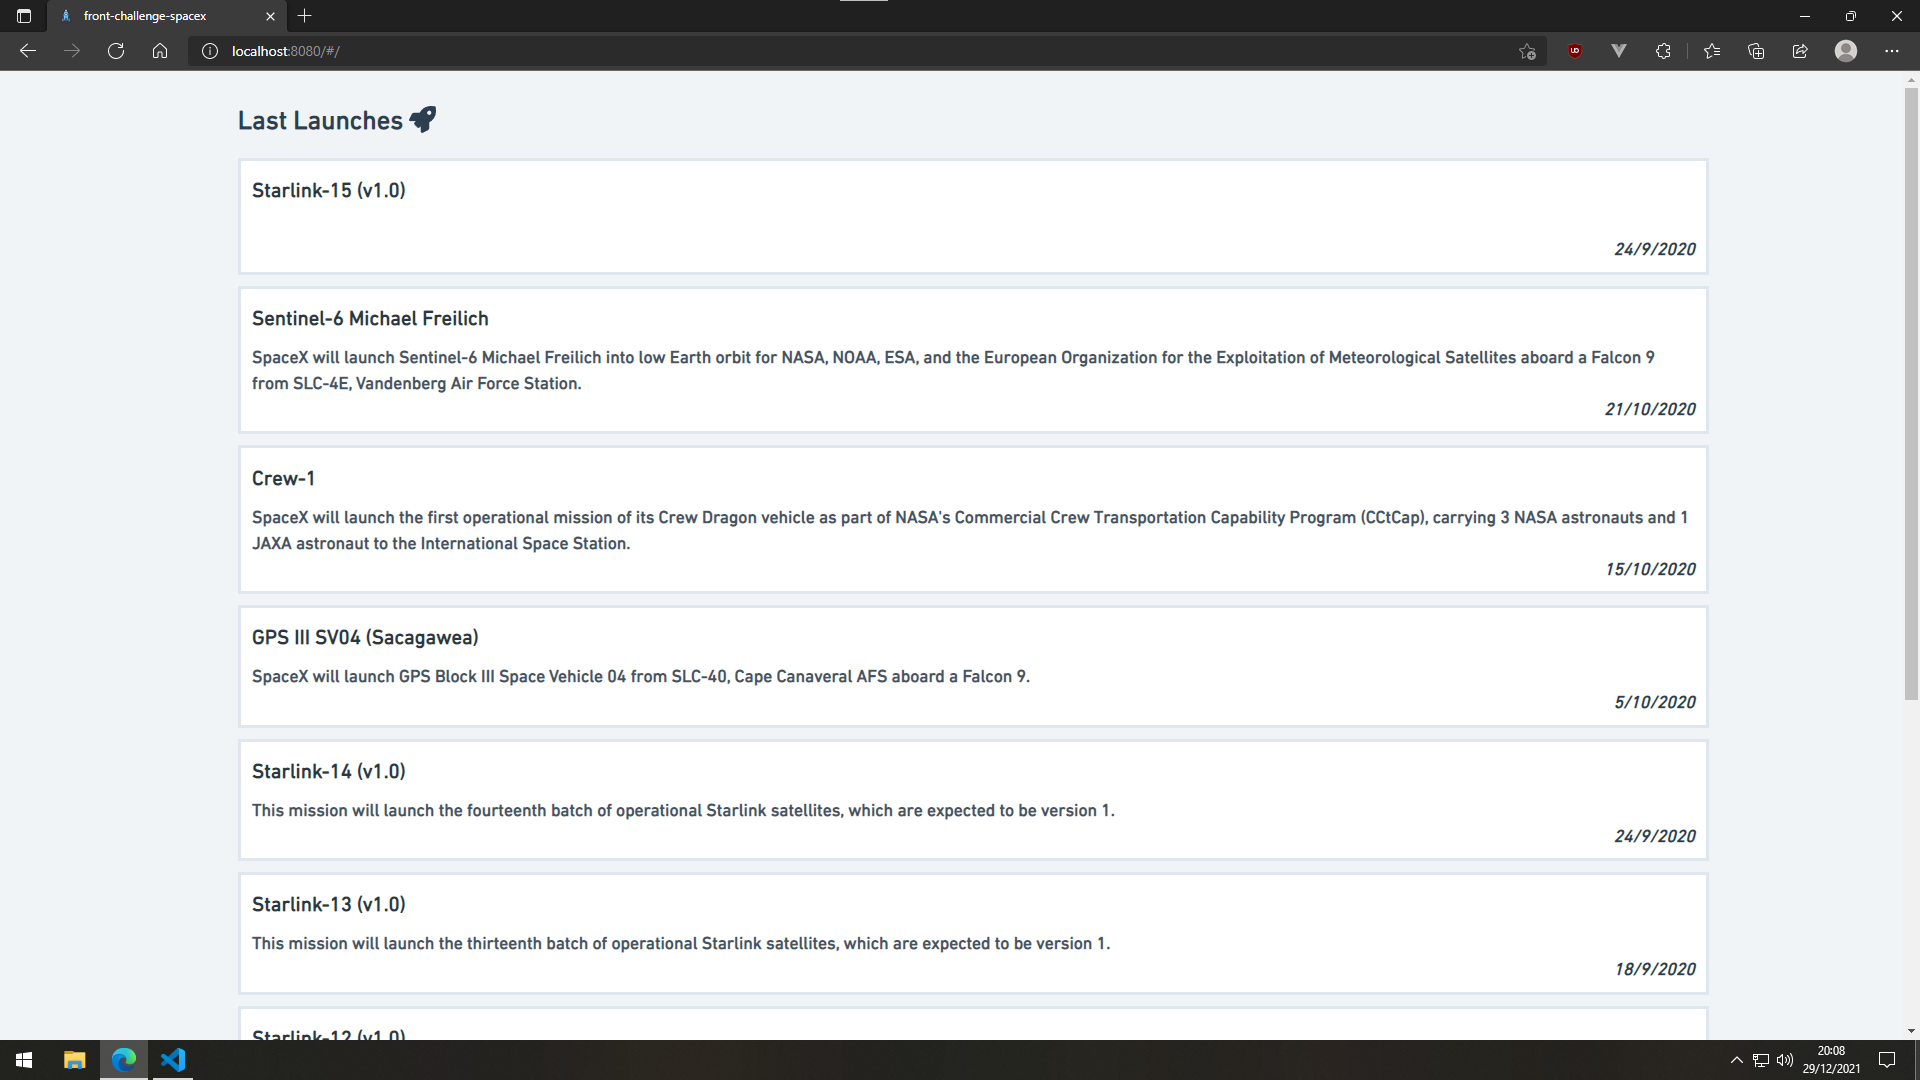 front-challenge-spacex
localhost:8080/#/
Last Launches
Starlink-15 (v1.0)
24/9/2020
Sentinel-6 Michael Freilich
SpaceX will launch Sentinel-6 Michael Freilich into low Earth orbit for NASA, NOAA, ESA, and the European Organization for the Exploitation of Meteorological Satellites aboard a Falcon 9
from SLC-4E, Vandenberg Air Force Station.
21/10/2020
Crew-1
SpaceX will launch the first operational mission of its Crew Dragon vehicle as part of NASA's Commercial Crew Transportation Capability Program (CCtCap), carrying 3 NASA astronauts and 1
JAXA astronaut to the International Space Station.
15/10/2020
GPS III SV04 (Sacagawea)
SpaceX will launch GPS Block III Space Vehicle 04 from SLC-40, Cape Canaveral AFS aboard a Falcon 9.
5/10/2020
Starlink-14 (v1.0)
This mission will launch the fourteenth batch of operational Starlink satellites, which are expected to be version 1.
24/9/2020
Starlink-13 (v1.0)
This mission will launch the thirteenth batch of operational Starlink satellites, which are expected to be version 1.
18/9/2020
Starlink-12 (v1.0)
20:08
29/12/2021